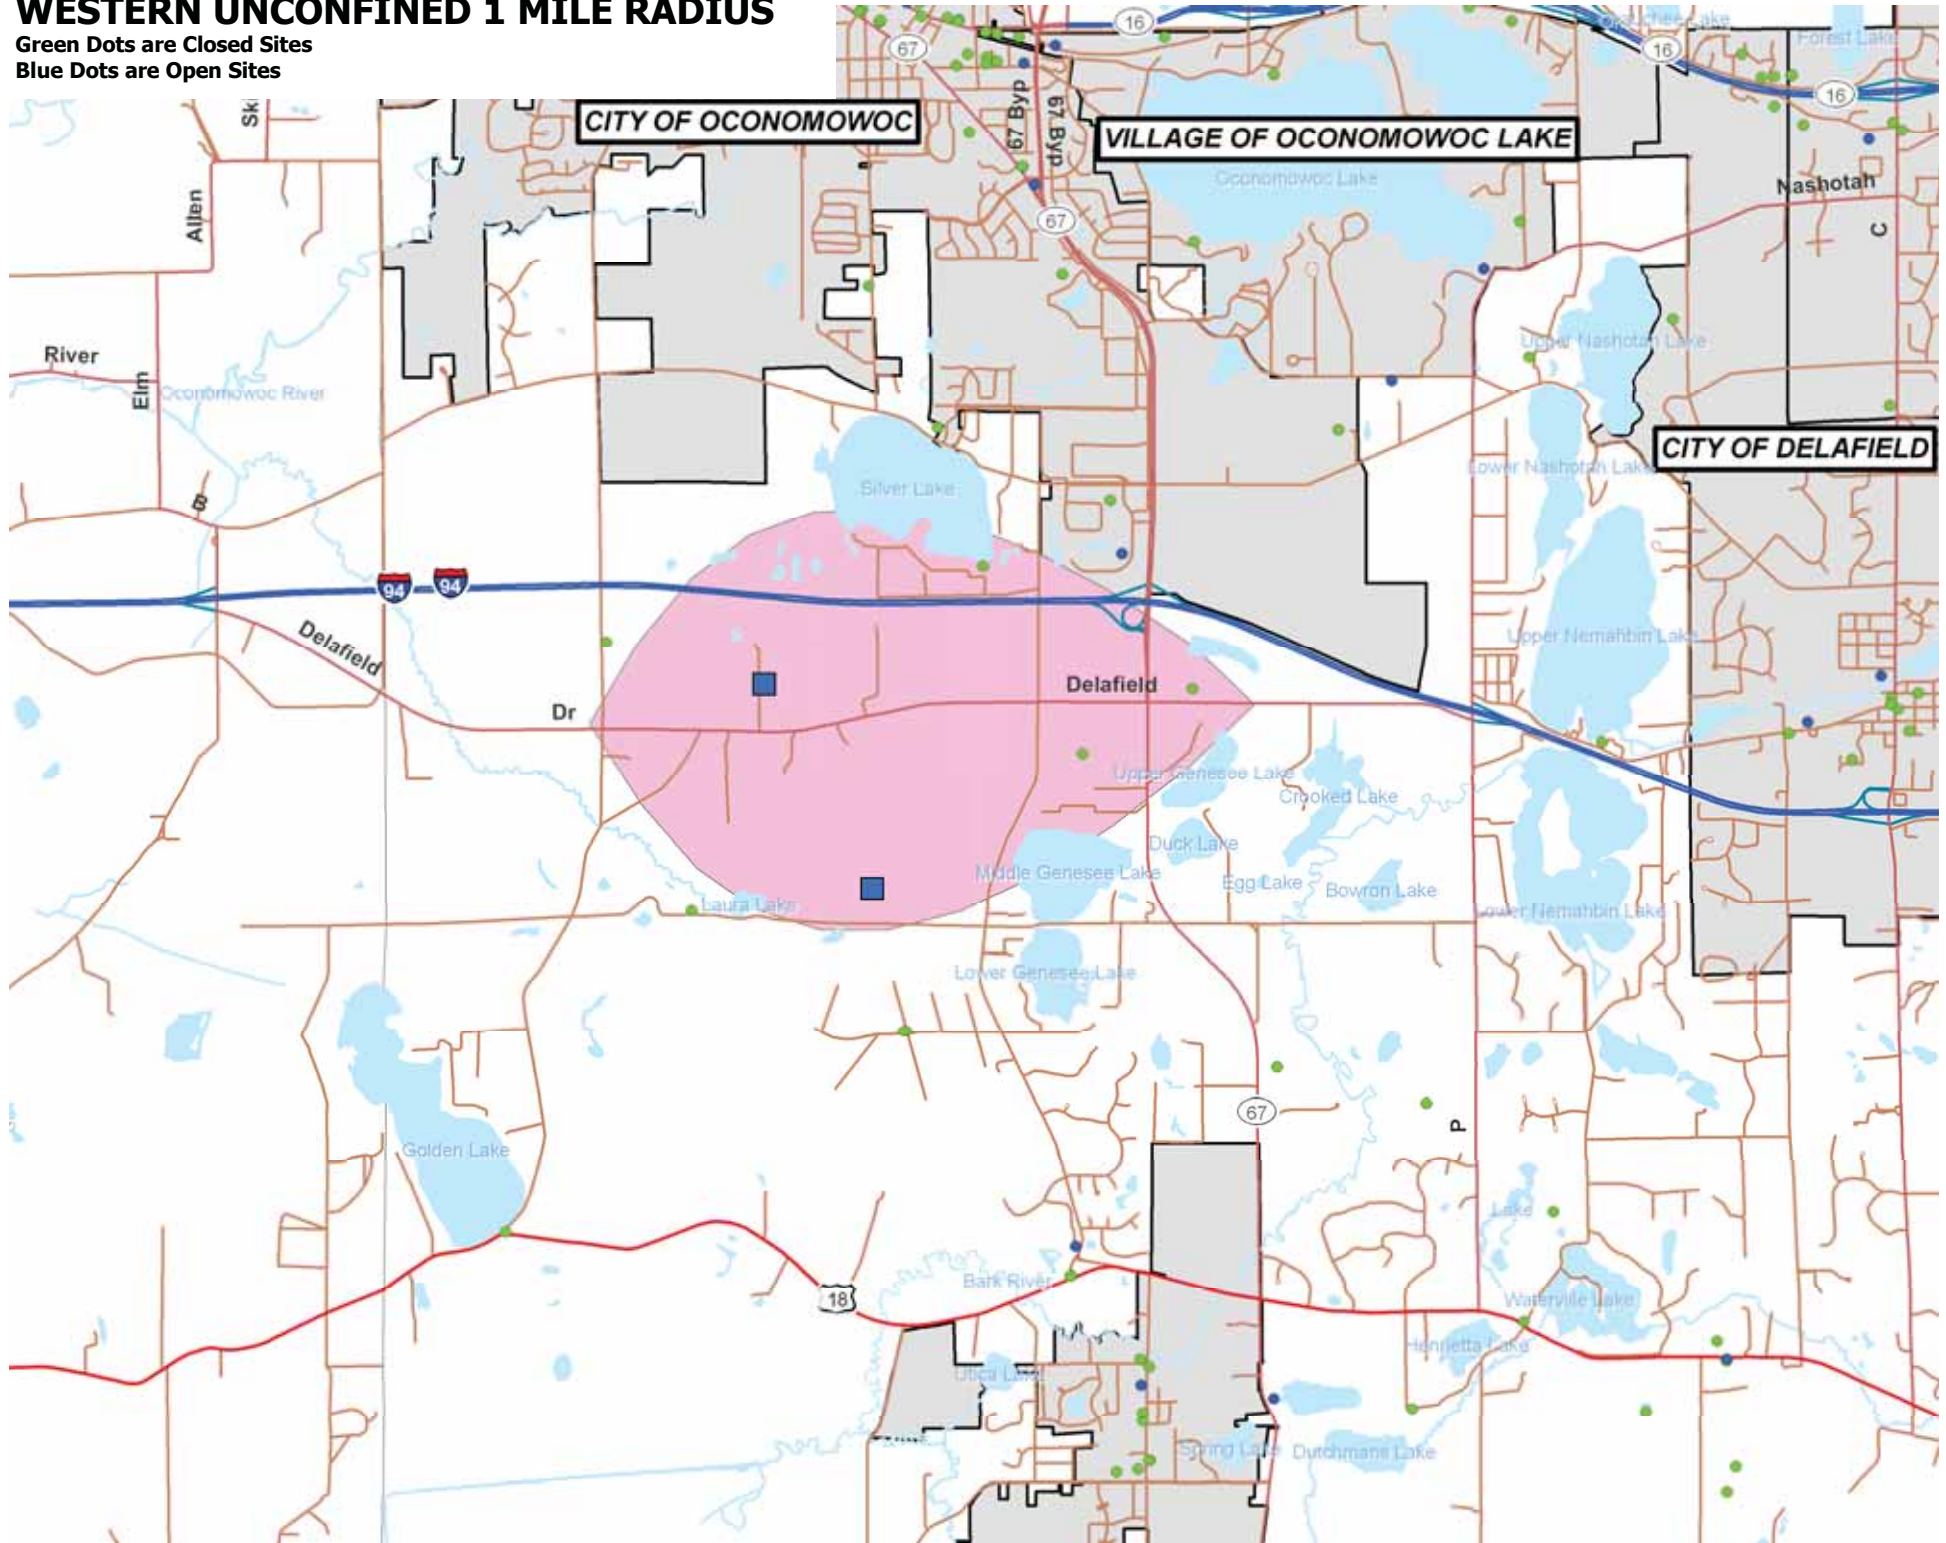 WESTERN UNCONFINED 1 MILE RADIUS
Green Dots are Closed Sites
Blue Dots are Open Sites
16
67
16
Forest Lake
16
67 Byp
67 Byp
CITY OF OCONOMOWOC
VILLAGE OF OCONOMOWOC LAKE
Oconomowoc Lake
Nashotah
Allen
67
C
River
Elm
Oconomowoc River
Upper Nashotah Lake
CITY OF DELAFIELD
Lower Nashotah Lake
Silver Lake
B
94
94
Delafield
Upper Nemahbin Lake
Delafield
Dr
Upper Genesee Lake
Crooked Lake
Duck Lake
Middle Genesee Lake
Egg Lake
Bowron Lake
Laura Lake
Lower Nemahbin Lake
Lower Genesee Lake
67
P
Golden Lake
Lake
Bark River
18
Waterville Lake
Henrietta Lake
Utica Lake
Spring Lake
Dutchmans Lake